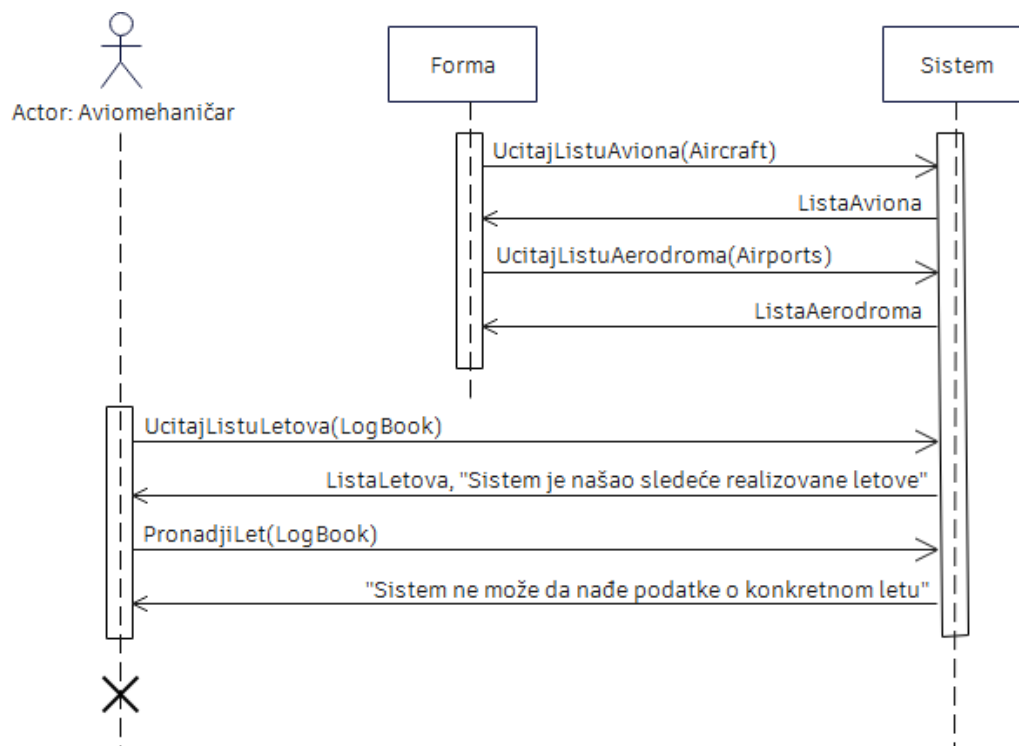 Forma
Sistem
Actor: Aviomehaničar
UcitajListuAviona(Aircraft)
ListaAviona
UcitajListuAerodroma(Airports)
ListaAerodroma
UcitajListuLetova(LogBook)
ListaLetova, "Sistem je našao sledeće realizovane letove"
PronadjiLet(LogBook)
"Sistem ne može da nađe podatke o konkretnom letu"